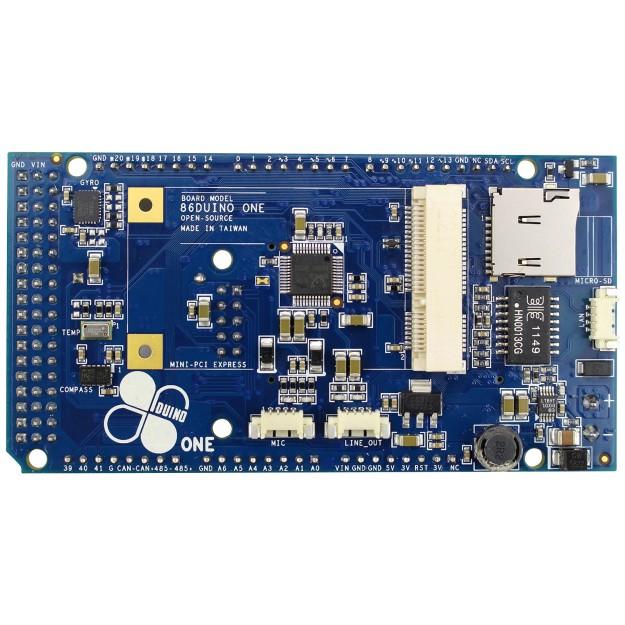 GND *20 *19 *18 17 16 15 14 0 1 2 *3 4 *5 *6 7 8 *9 *10 *11 12 *13 GND NC SDA SCL
GND VIN
GYRO
BOARD MODEL
86DUINO ONE
OPEN-SOURCE
MADE IN TAIWAN
MICRO-SD
1149
HN0013CG
LAN
TEMP
P1
MINI-PCI EXPRESS
COMPASS
DUINO
ONE
MIC
LINE_OUT
+
-
39 40 41 G CAN-CAN+485-485+ GND A6 A5 A4 A3 A2 A1 A0 VIN GND GND 5V 3V RST 3V NC